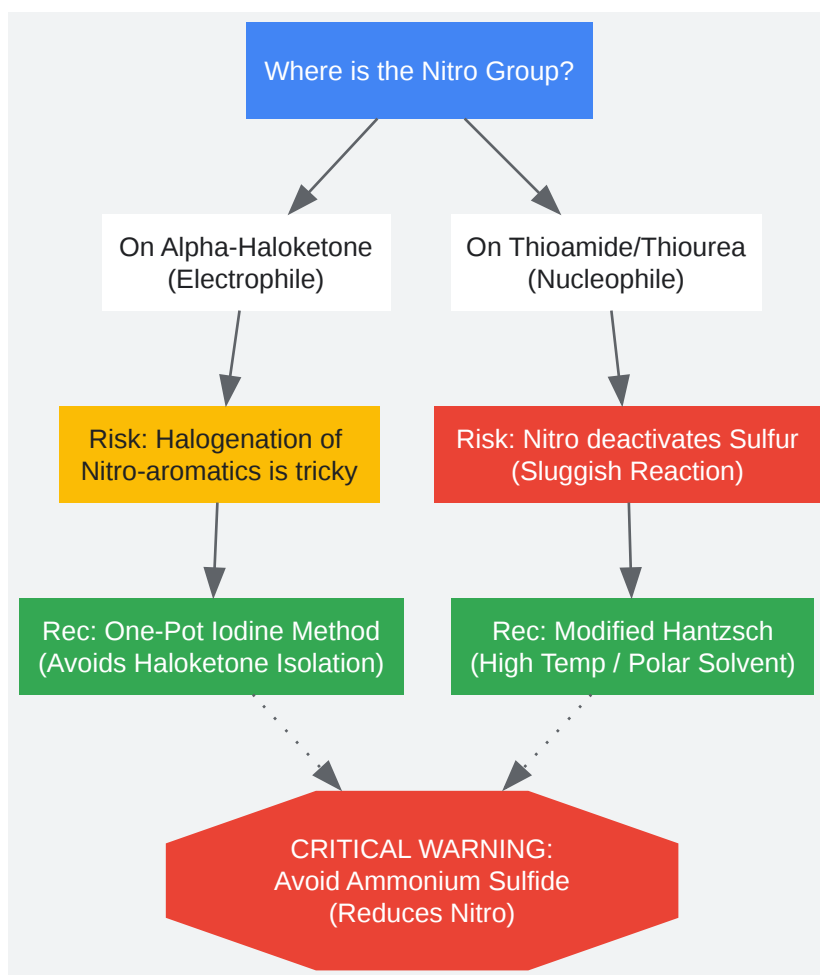 Where is the Nitro Group?
On Alpha-Haloketone
(Electrophile)
On Thioamide/Thiourea
(Nucleophile)
Risk: Halogenation of
Nitro-aromatics is tricky
Risk: Nitro deactivates Sulfur
(Sluggish Reaction)
Rec: One-Pot Iodine Method
(Avoids Haloketone Isolation)
Rec: Modified Hantzsch
(High Temp / Polar Solvent)
CRITICAL WARNING:
Avoid Ammonium Sulfide
(Reduces Nitro)